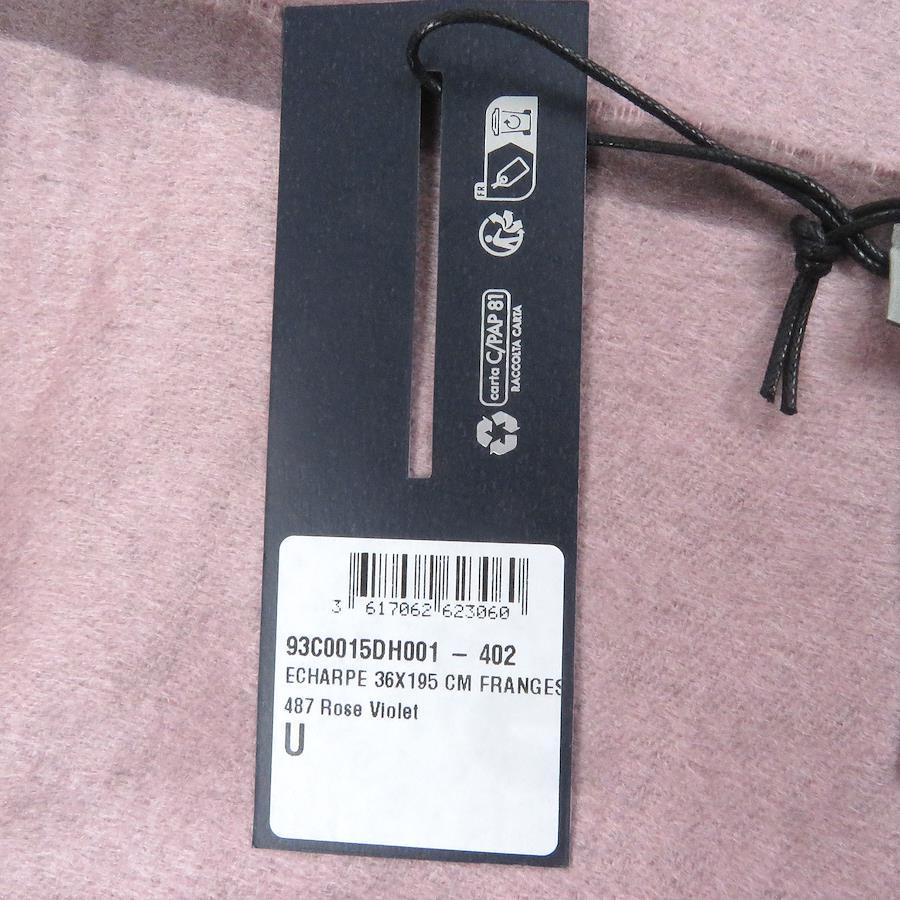 FR
carta C/PAP 81
RACCOLTA CARTA
3 617062 623060
93C0015DH001 – 402
ECHARPE 36X195 CM FRANGES
487 Rose Violet
U